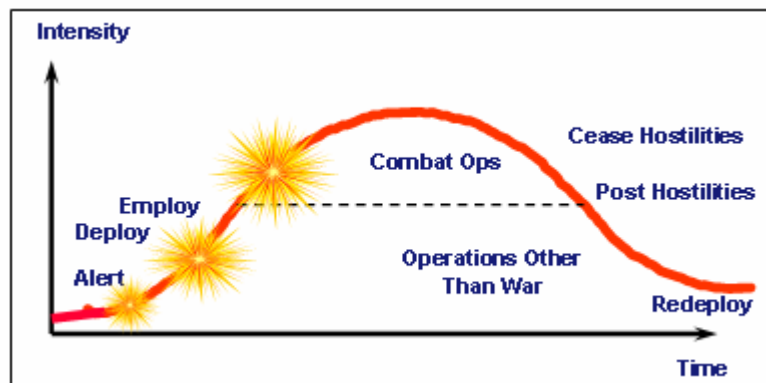 Intensity
Cease Hostilities
Combat Ops
Post Hostilities
Employ
Deploy
Operations Other
Than War
Alert
Redeploy
Time